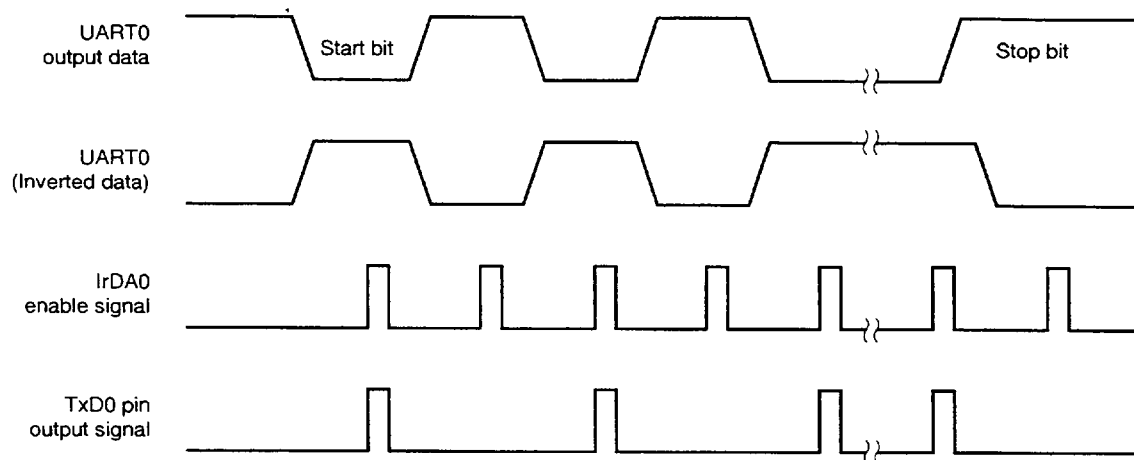 UART0
output data
Start bit
Stop bit
UART0
(Inverted data)
IrDA0
enable signal
TxD0 pin
output signal